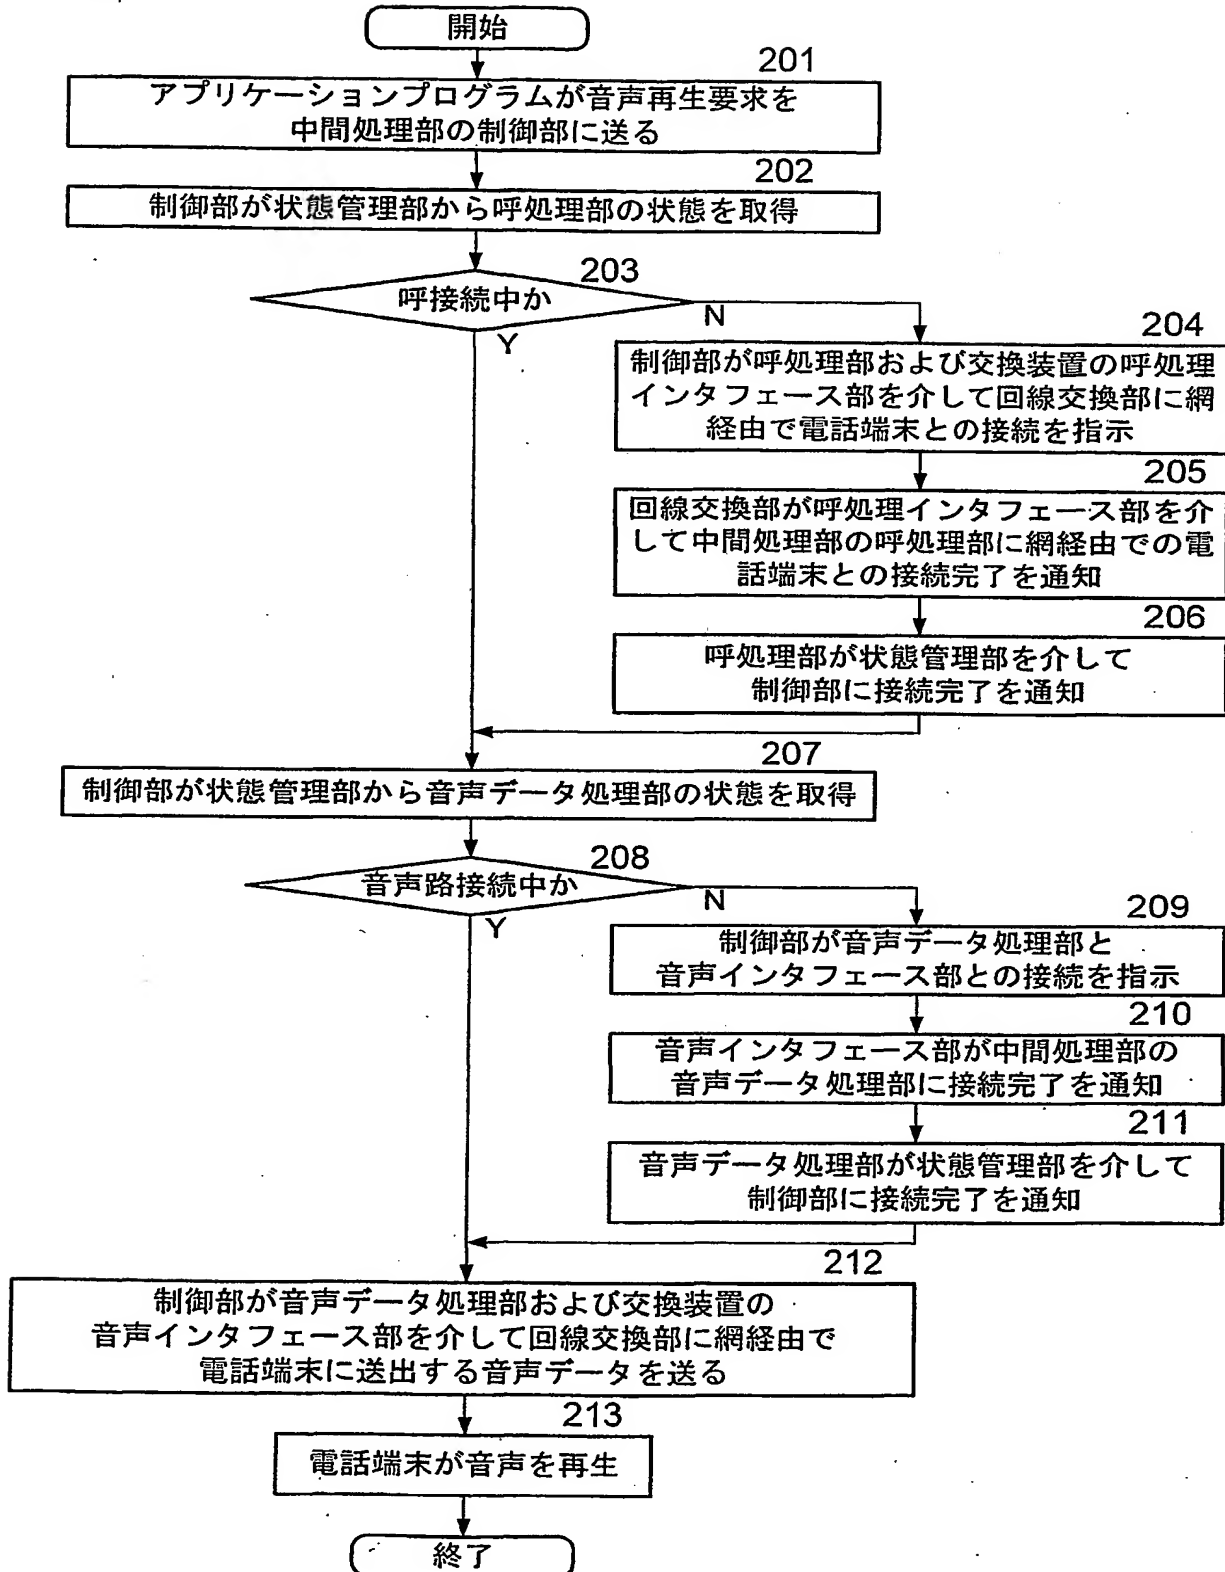 開始
201
アプリケーションプログラムが音声再生要求を
中間処理部の制御部に送る
202
制御部が状態管理部から呼処理部の状態を取得
203
呼接続中か
N
Y
204
制御部が呼処理部および交換装置の呼処理
インタフェース部を介して回線交換部に網
経由で電話端末との接続を指示
205
回線交換部が呼処理インタフェース部を介
して中間処理部の呼処理部に網経由での電
話端末との接続完了を通知
206
呼処理部が状態管理部を介して
制御部に接続完了を通知
207
制御部が状態管理部から音声データ処理部の状態を取得
208
音声路接続中か
N
Y
209
制御部が音声データ処理部と
音声インタフェース部との接続を指示
210
音声インタフェース部が中間処理部の
音声データ処理部に接続完了を通知
211
音声データ処理部が状態管理部を介して
制御部に接続完了を通知
212
制御部が音声データ処理部および交換装置の
音声インタフェース部を介して回線交換部に網経由で
電話端末に送出する音声データを送る
213
電話端末が音声を再生
終了